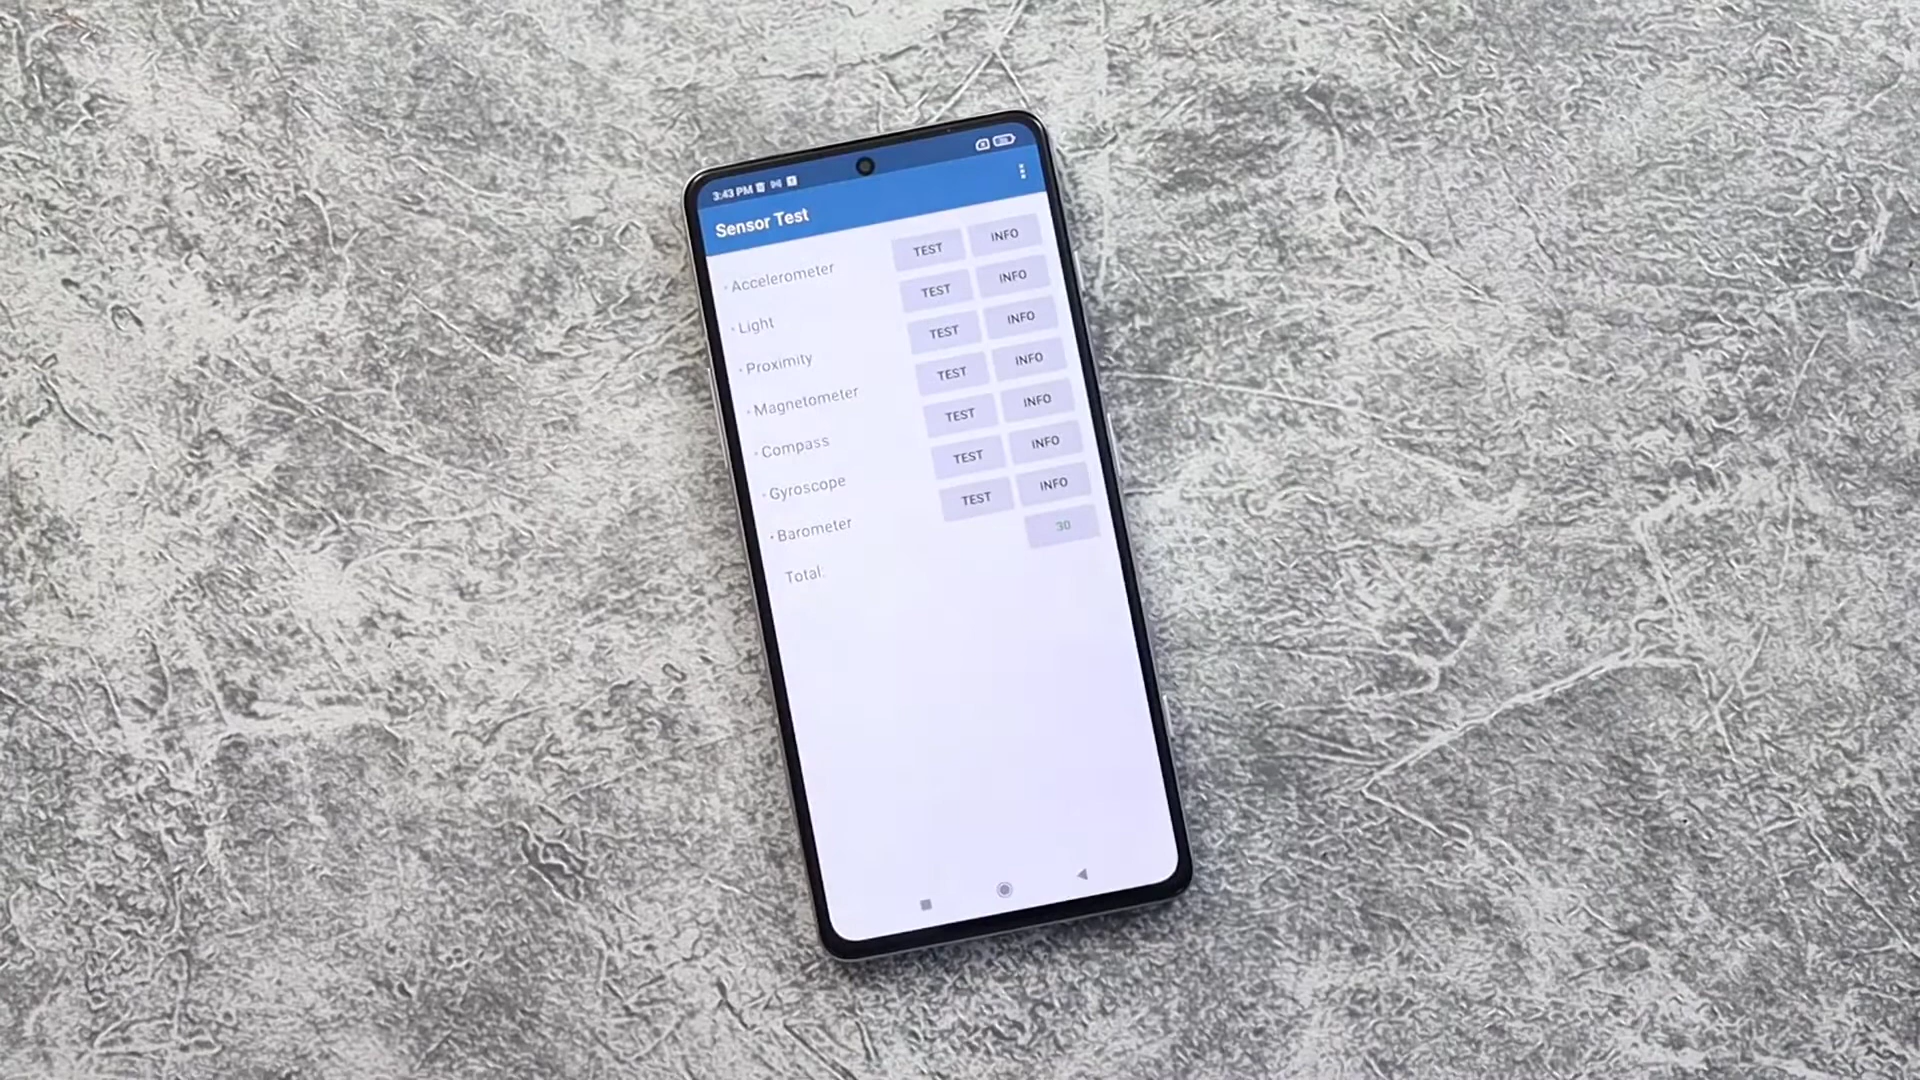 3:43 PM
Sensor Test
• Accelerometer TEST INFO
• Light TEST INFO
• Proximity TEST INFO
• Magnetometer TEST INFO
• Compass TEST INFO
• Gyroscope TEST INFO
• Barometer TEST INFO
Total: 30